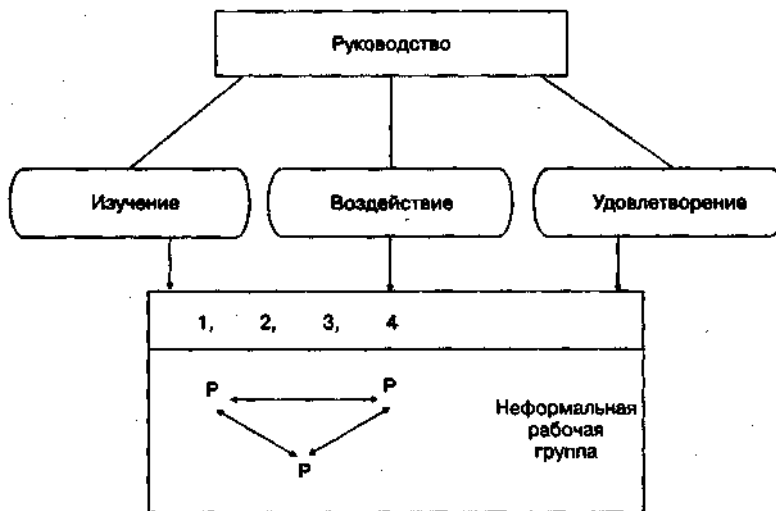 Руководство
Изучение
Воздействие
Удовлетворение
1, 2, 3, 4
Р Р
Р
Неформальная
рабочая
группа